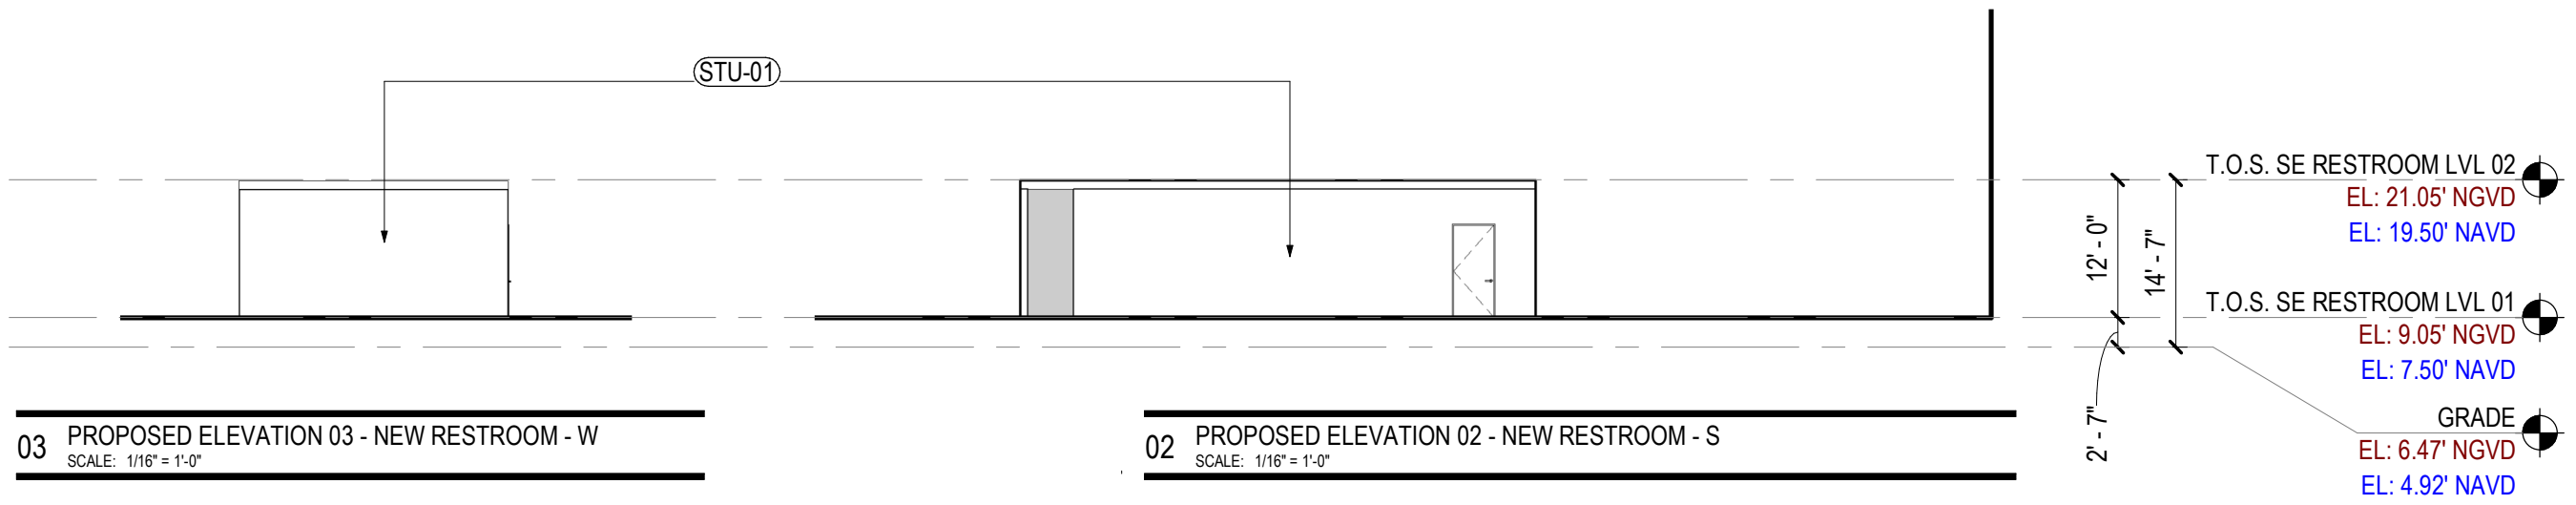 STU-01
T.O.S. SE RESTROOM LVL 02
EL: 21.05' NGVD
EL: 19.50' NAVD
12' - 0"
14' - 7"
T.O.S. SE RESTROOM LVL 01
EL: 9.05' NGVD
EL: 7.50' NAVD
2' - 7"
GRADE
EL: 6.47' NGVD
EL: 4.92' NAVD
03 PROPOSED ELEVATION 03 - NEW RESTROOM - W
SCALE: 1/16" = 1'-0"
02 PROPOSED ELEVATION 02 - NEW RESTROOM - S
SCALE: 1/16" = 1'-0"